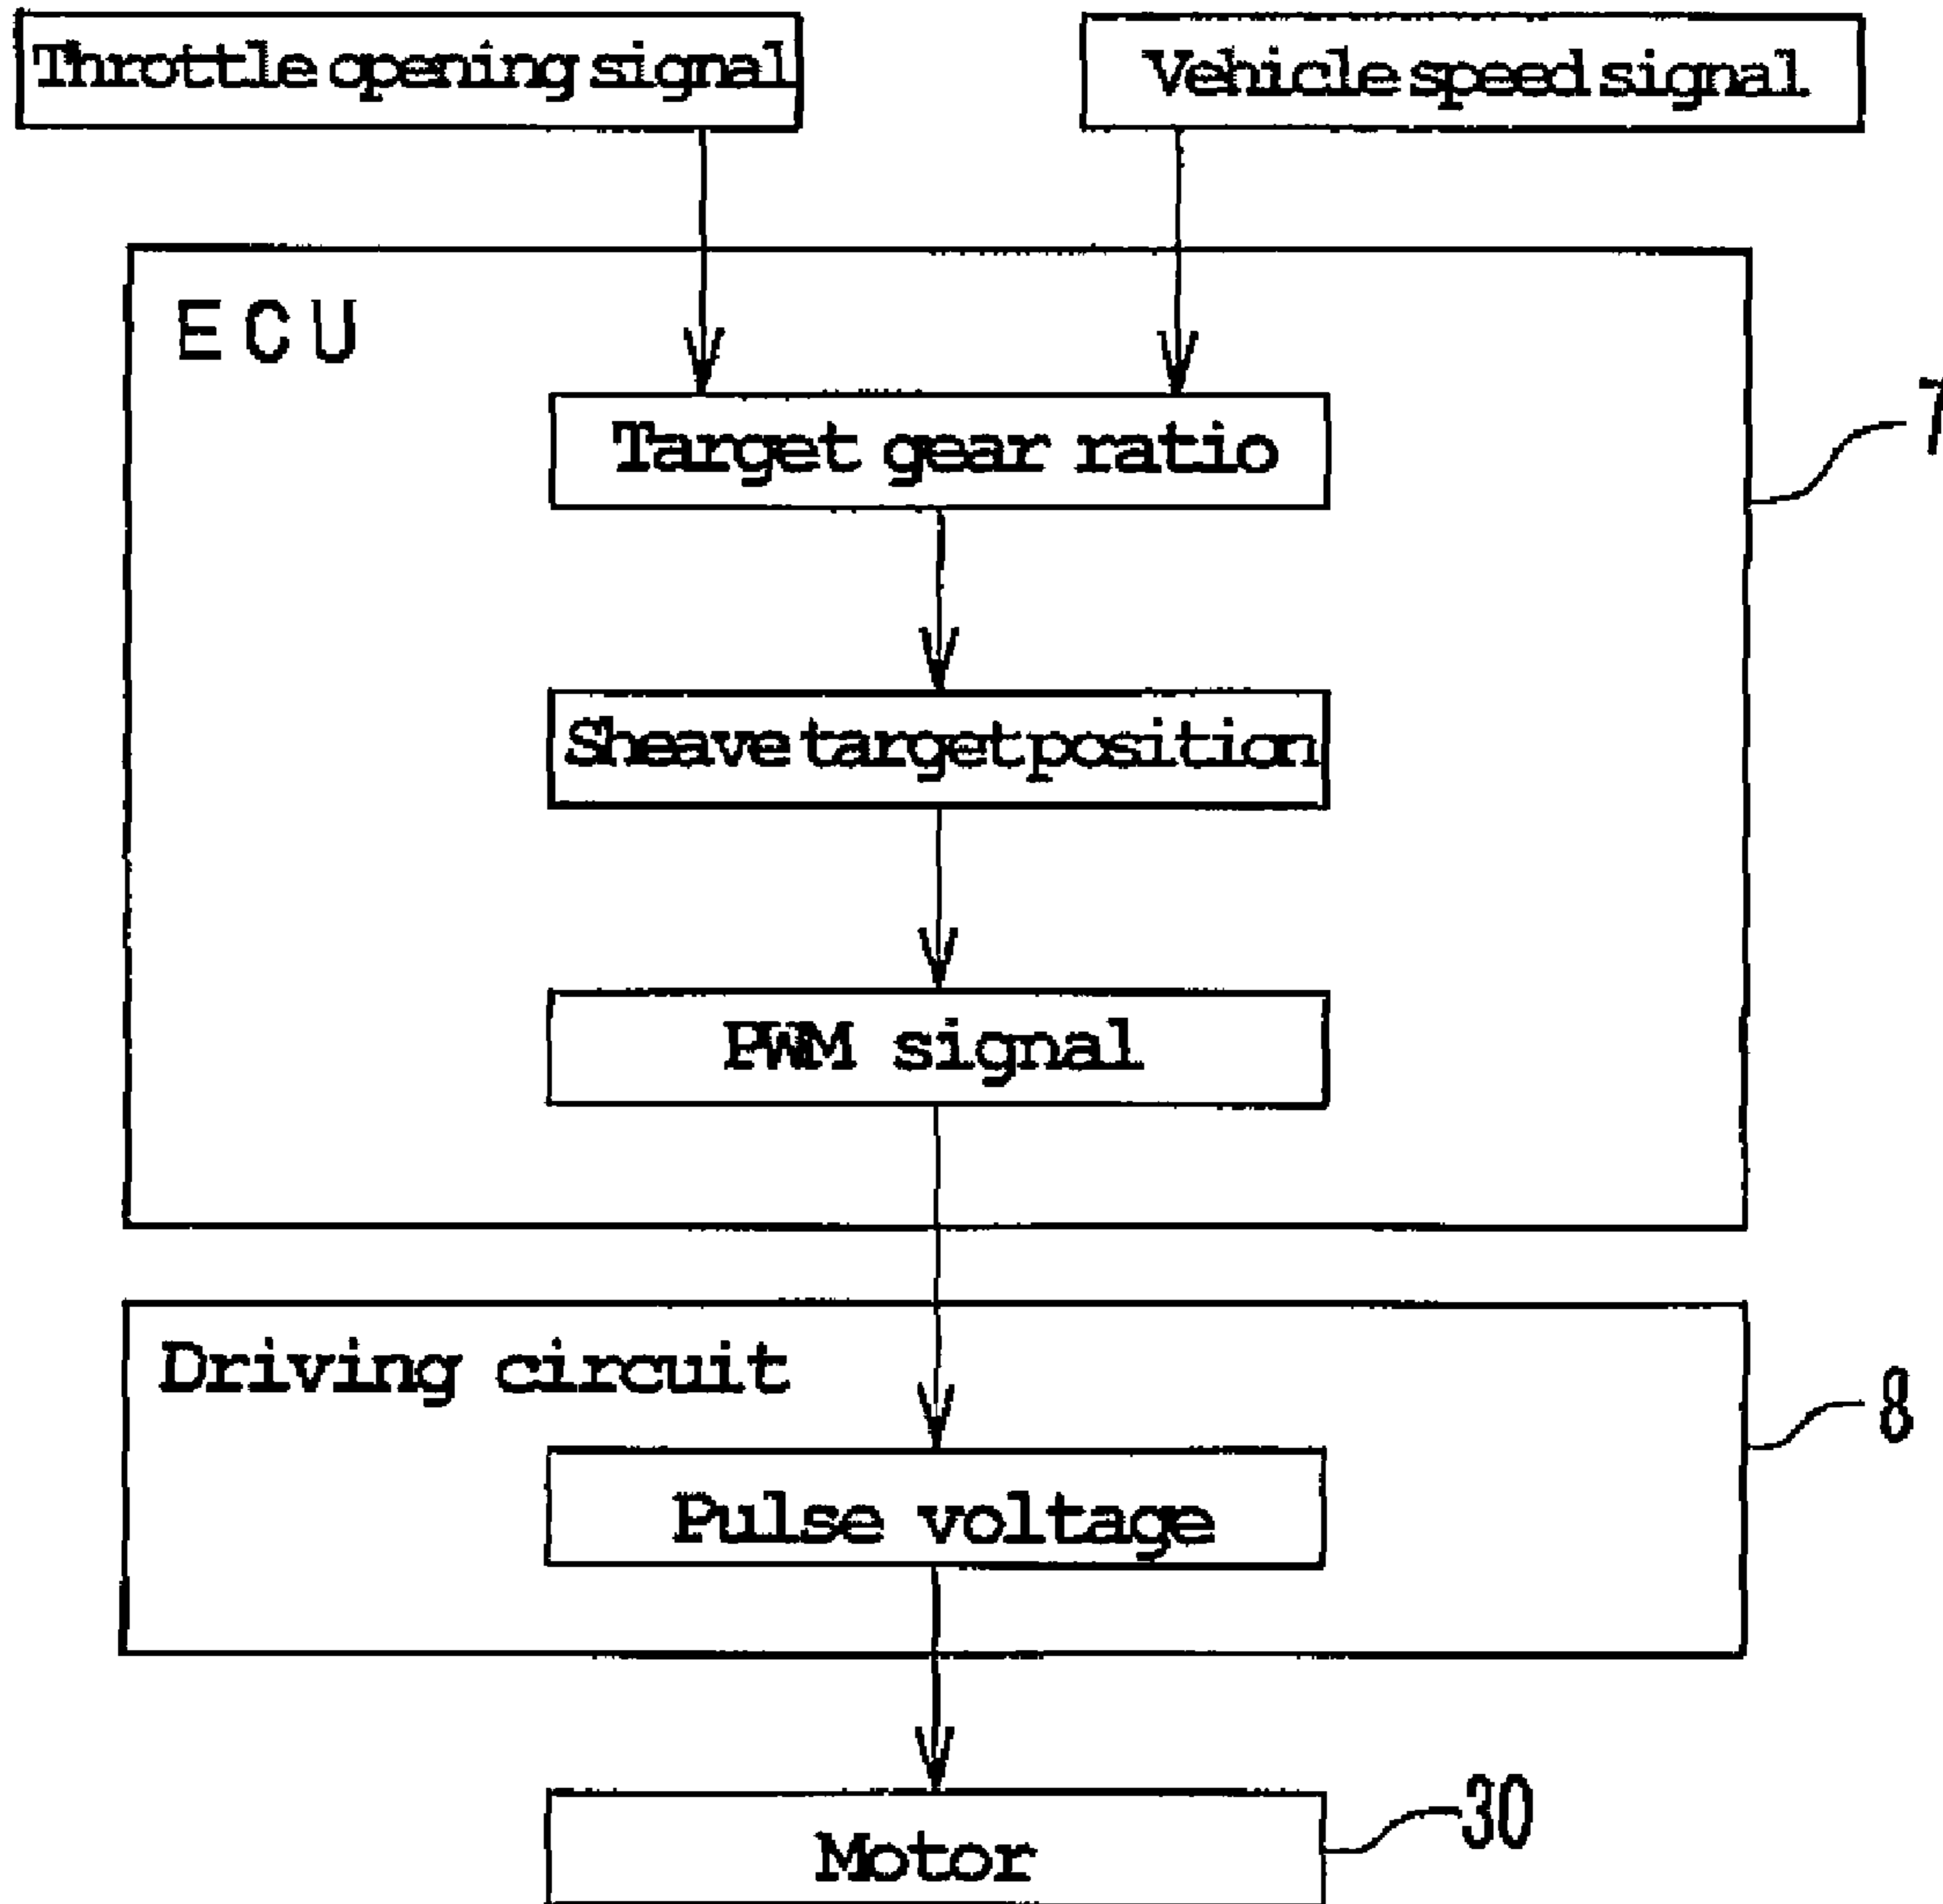 Throttle opening signal
Vehicle speed signal
ECU
Target gear ratio
7
Sheave target position
PWM signal
Driving circuit
8
Pulse voltage
30
Motor